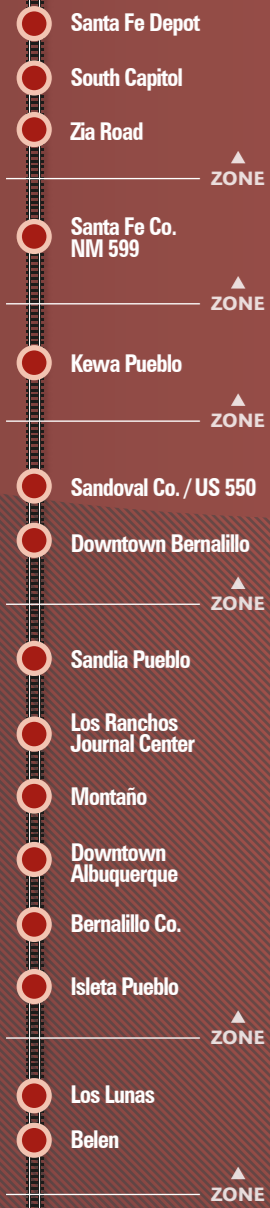 Santa Fe Depot
South Capitol
Zia Road
ZONE
Santa Fe Co.
NM 599
ZONE
Kewa Pueblo
ZONE
Sandoval Co. / US 550
Downtown Bernalillo
ZONE
Sandia Pueblo
Los Ranchos
Journal Center
Montaño
Downtown
Albuquerque
Bernalillo Co.
Isleta Pueblo
ZONE
Los Lunas
Belen
ZONE